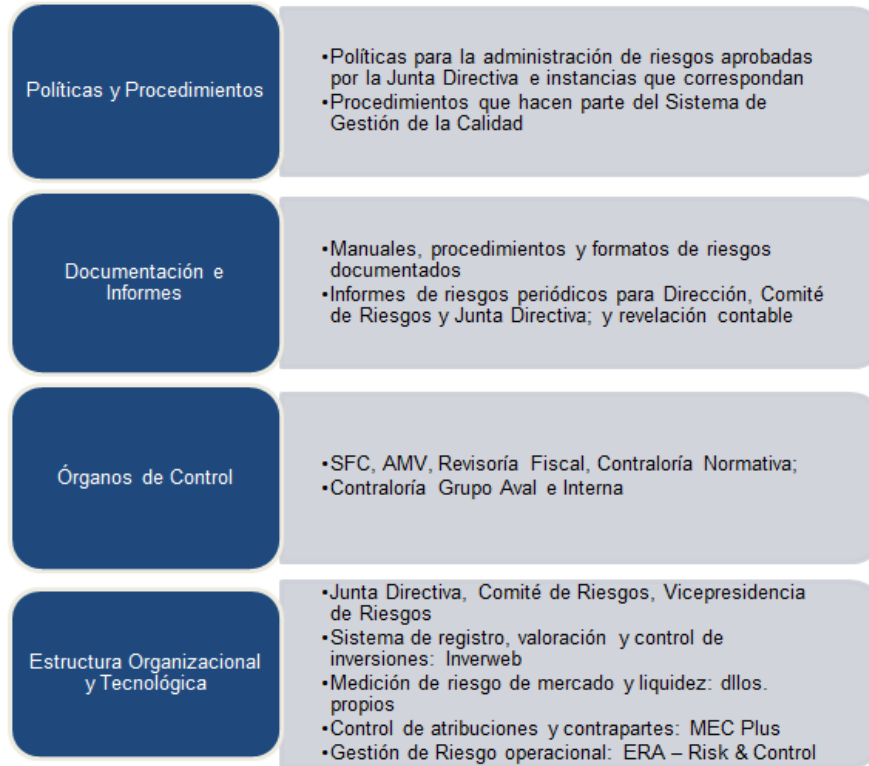 Políticas y Procedimientos
•Políticas para la administración de riesgos aprobadas
por la Junta Directiva e instancias que correspondan
•Procedimientos que hacen parte del Sistema de
Gestión de la Calidad
Documentación e
Informes
•Manuales, procedimientos y formatos de riesgos
documentados
•Informes de riesgos periódicos para Dirección, Comité
de Riesgos y Junta Directiva; y revelación contable
Órganos de Control
•SFC, AMV, Revisoría Fiscal, Contraloría Normativa;
•Contraloría Grupo Aval e Interna
Estructura Organizacional
y Tecnológica
•Junta Directiva, Comité de Riesgos, Vicepresidencia
de Riesgos
•Sistema de registro, valoración y control de
inversiones: Inverweb
•Medición de riesgo de mercado y liquidez: dllos.
propios
•Control de atribuciones y contrapartes: MEC Plus
•Gestión de Riesgo operacional: ERA – Risk & Control